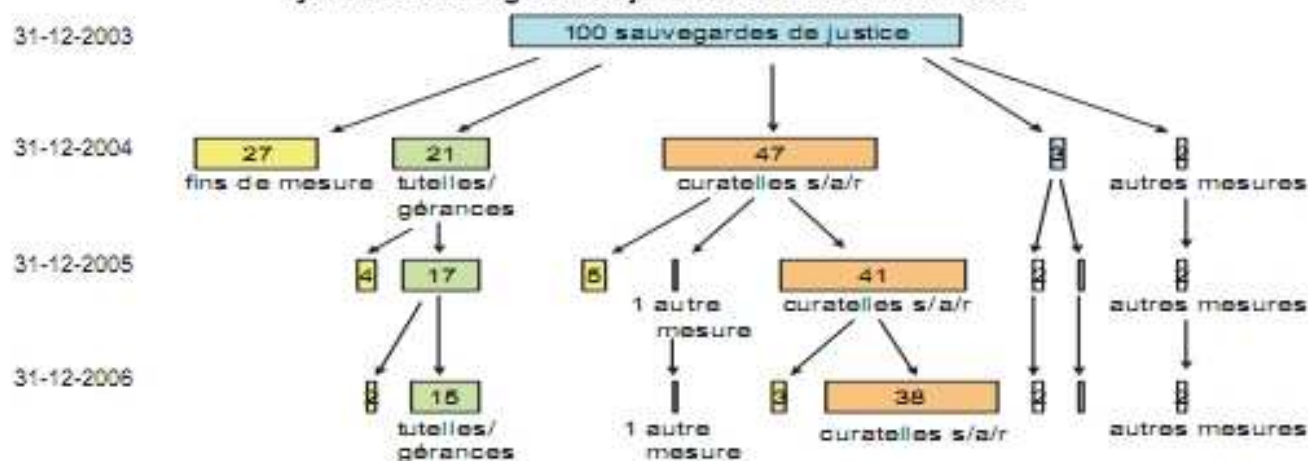 31-12-2003
100 sauvegardes de justice
31-12-2004
27
21
47
fins de mesure
tutelles/
gérances
curatelles s/a/r
autres mesures
31-12-2005
4
17
5
41
1 autre
mesure
curatelles s/a/r
autres mesures
31-12-2006
2
15
3
38
tutelles/
gérances
1 autre
mesure
curatelles s/a/r
autres mesures